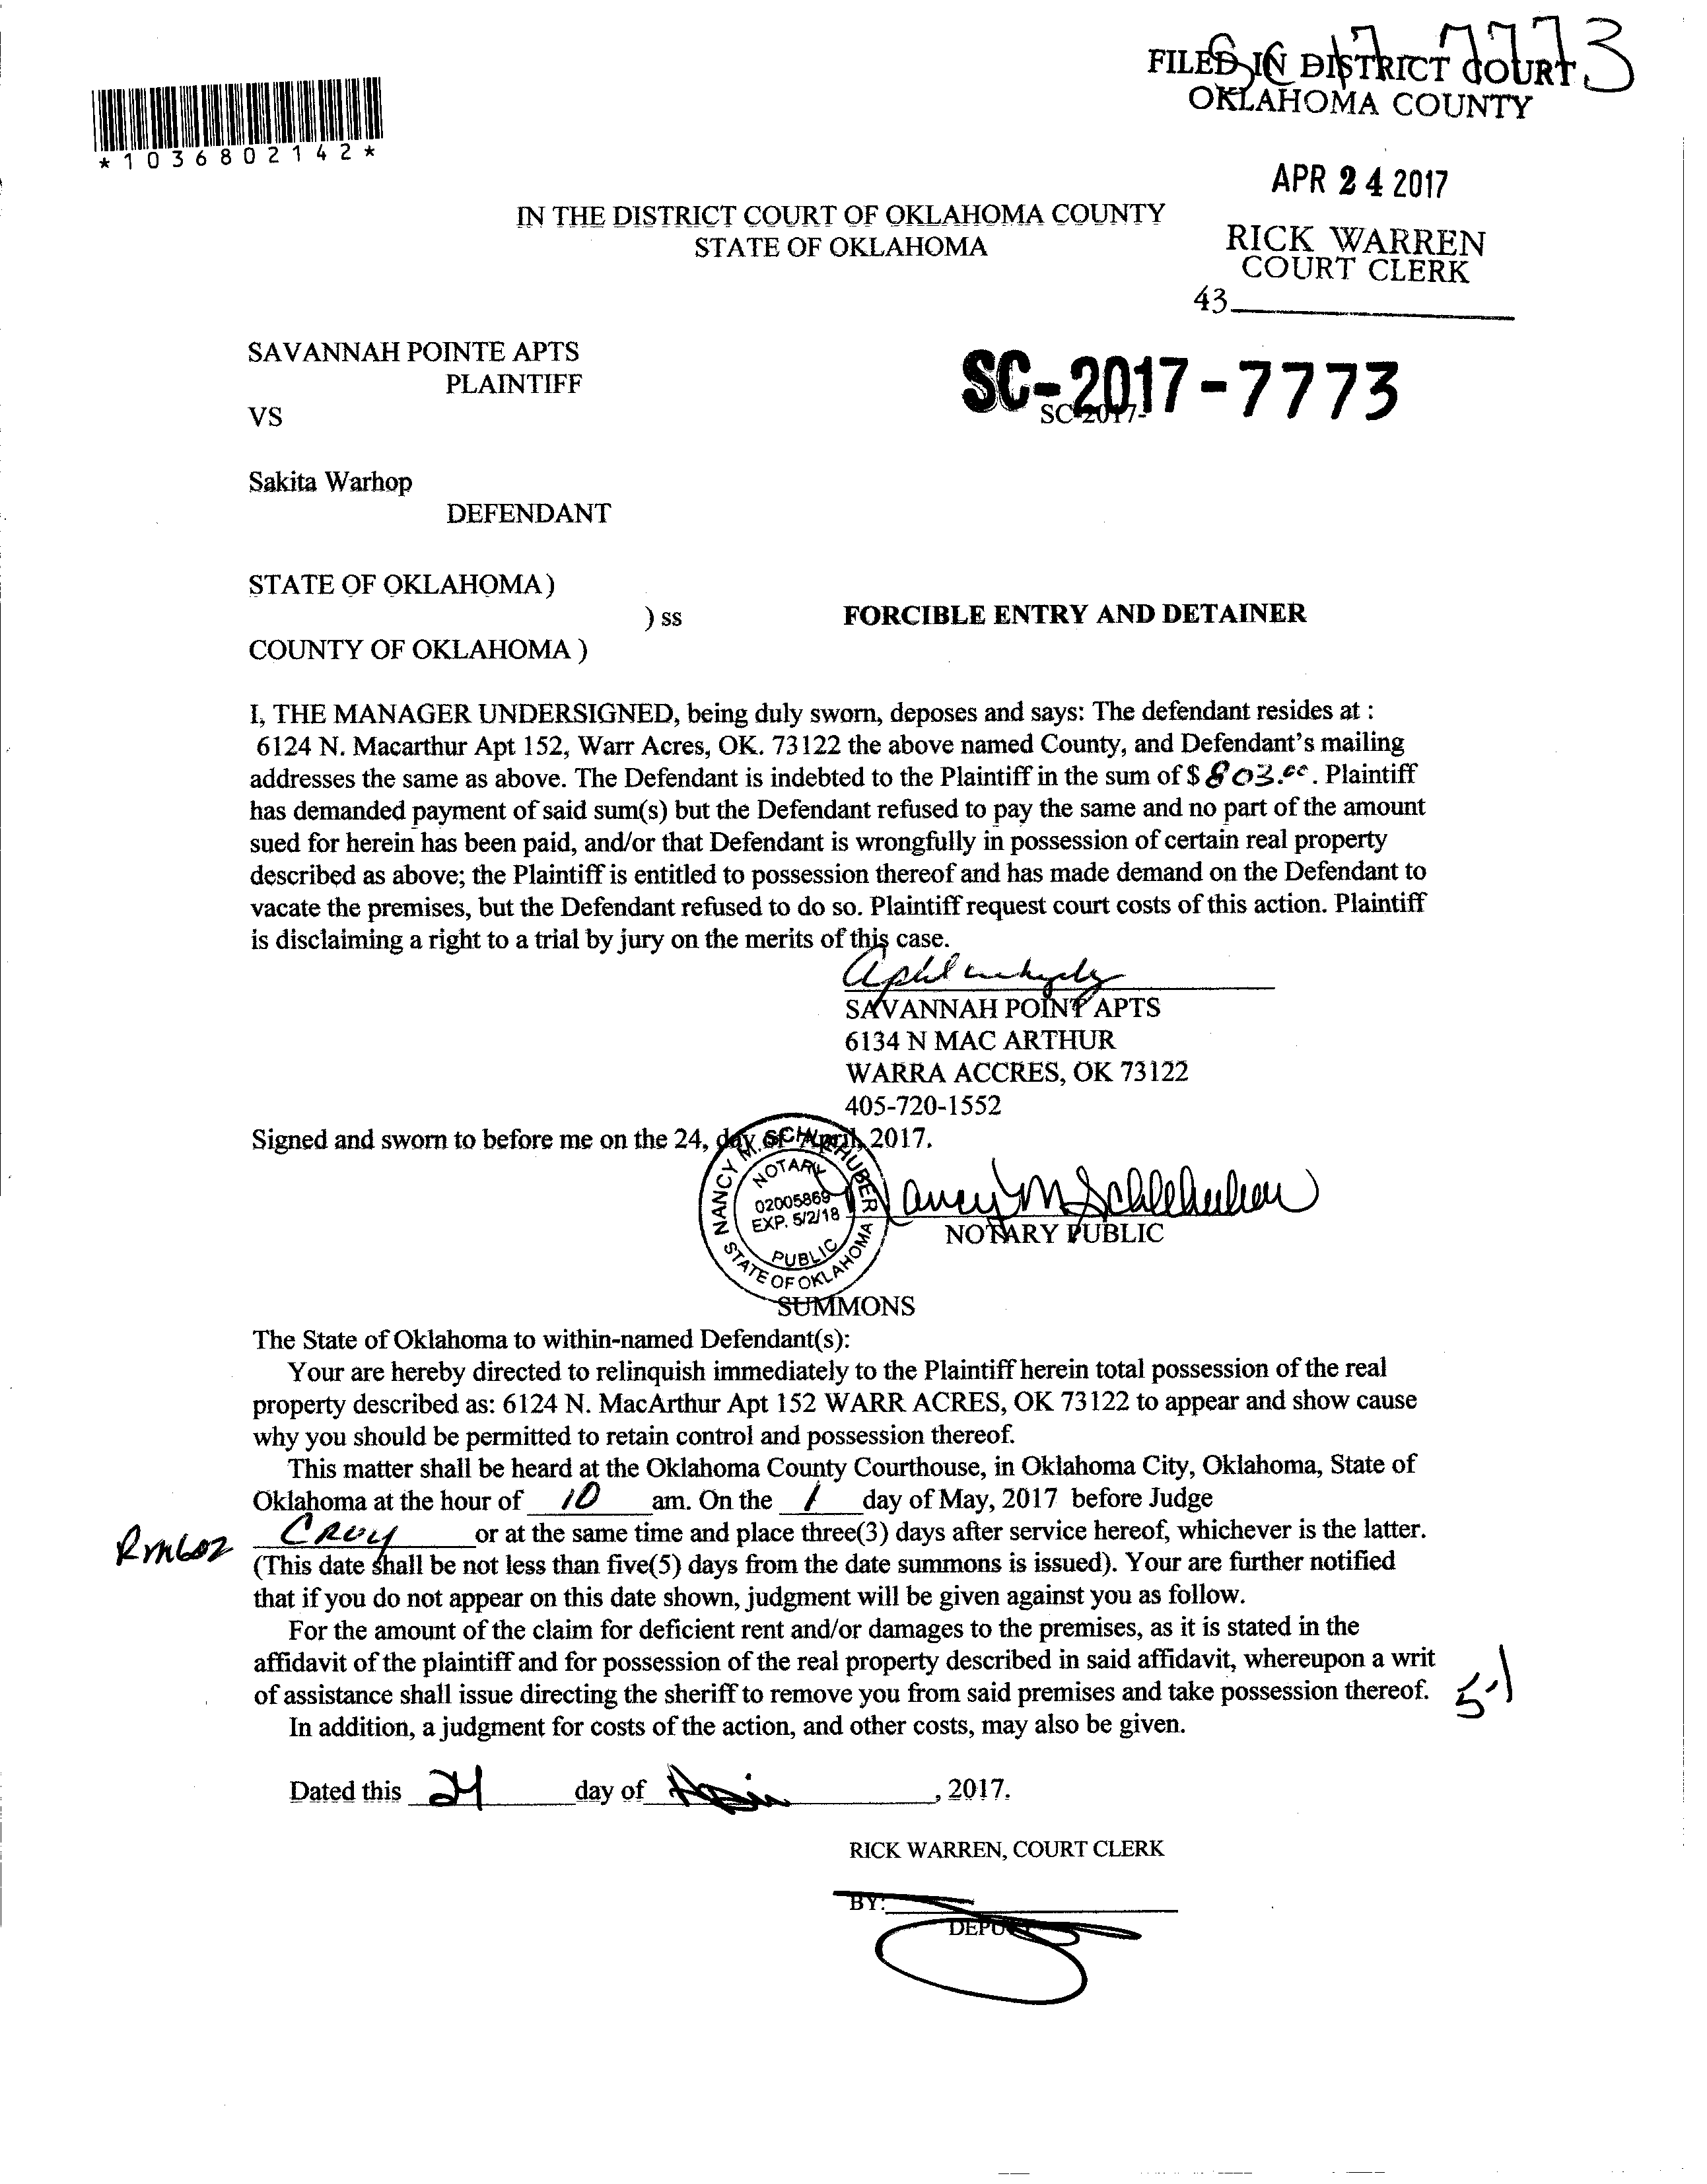 SC 17 7773
FILED IN DISTRICT COURT
OKLAHOMA COUNTY
*1036802142*
APR 24 2017
IN THE DISTRICT COURT OF OKLAHOMA COUNTY
STATE OF OKLAHOMA
RICK WARREN
COURT CLERK
43
SAVANNAH POINTE APTS
PLAINTIFF
VS
SC-2017-7773
SC-2017-
Sakita Warhop
DEFENDANT
STATE OF OKLAHOMA )
) ss FORCIBLE ENTRY AND DETAINER
COUNTY OF OKLAHOMA )
I, THE MANAGER UNDERSIGNED, being duly sworn, deposes and says: The defendant resides at :
6124 N. Macarthur Apt 152, Warr Acres, OK. 73122 the above named County, and Defendant's mailing
addresses the same as above. The Defendant is indebted to the Plaintiff in the sum of $ 803.00. Plaintiff
has demanded payment of said sum(s) but the Defendant refused to pay the same and no part of the amount
sued for herein has been paid, and/or that Defendant is wrongfully in possession of certain real property
described as above; the Plaintiff is entitled to possession thereof and has made demand on the Defendant to
vacate the premises, but the Defendant refused to do so. Plaintiff request court costs of this action. Plaintiff
is disclaiming a right to a trial by jury on the merits of this case.
SAVANNAH POINT APTS
6134 N MAC ARTHUR
WARRA ACCRES, OK 73122
405-720-1552
Signed and sworn to before me on the 24, day of April, 2017.
NANCY M. SCHLEHUBER
NOTARY
02005869
EXP. 5/2/18
PUBLIC
STATE OF OKLAHOMA
Nancy M Schlehuber
NOTARY PUBLIC
SUMMONS
The State of Oklahoma to within-named Defendant(s):
Your are hereby directed to relinquish immediately to the Plaintiff herein total possession of the real
property described as: 6124 N. MacArthur Apt 152 WARR ACRES, OK 73122 to appear and show cause
why you should be permitted to retain control and possession thereof.
This matter shall be heard at the Oklahoma County Courthouse, in Oklahoma City, Oklahoma, State of
Oklahoma at the hour of 10 am. On the 1 day of May, 2017 before Judge
Rm602 Croy or at the same time and place three(3) days after service hereof, whichever is the latter.
(This date shall be not less than five(5) days from the date summons is issued). Your are further notified
that if you do not appear on this date shown, judgment will be given against you as follow.
For the amount of the claim for deficient rent and/or damages to the premises, as it is stated in the
affidavit of the plaintiff and for possession of the real property described in said affidavit, whereupon a writ
of assistance shall issue directing the sheriff to remove you from said premises and take possession thereof. 5-1
In addition, a judgment for costs of the action, and other costs, may also be given.
Dated this 24 day of , 2017.
RICK WARREN, COURT CLERK
BY:
DEPUTY